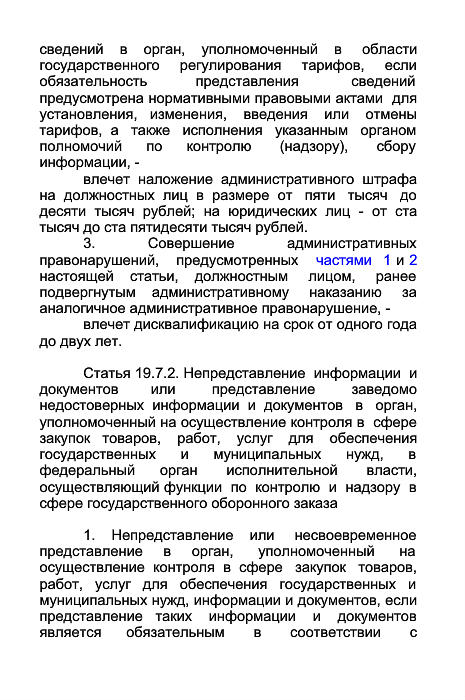 сведений в орган, уполномоченный в области
государственного регулирования тарифов, если
обязательность представления сведений
предусмотрена нормативными правовыми актами для
установления, изменения, введения или отмены
тарифов, а также исполнения указанным органом
полномочий по контролю (надзору), сбору
информации, -
влечет наложение административного штрафа
на должностных лиц в размере от пяти тысяч до
десяти тысяч рублей; на юридических лиц - от ста
тысяч до ста пятидесяти тысяч рублей.
3. Совершение административных
правонарушений, предусмотренных частями 1 и 2
настоящей статьи, должностным лицом, ранее
подвергнутым административному наказанию за
аналогичное административное правонарушение, -
влечет дисквалификацию на срок от одного года
до двух лет.
Статья 19.7.2. Непредставление информации и
документов или представление заведомо
недостоверных информации и документов в орган,
уполномоченный на осуществление контроля в сфере
закупок товаров, работ, услуг для обеспечения
государственных и муниципальных нужд, в
федеральный орган исполнительной власти,
осуществляющий функции по контролю и надзору в
сфере государственного оборонного заказа
1. Непредставление или несвоевременное
представление в орган, уполномоченный на
осуществление контроля в сфере закупок товаров,
работ, услуг для обеспечения государственных и
муниципальных нужд, информации и документов, если
представление таких информации и документов
является обязательным в соответствии с